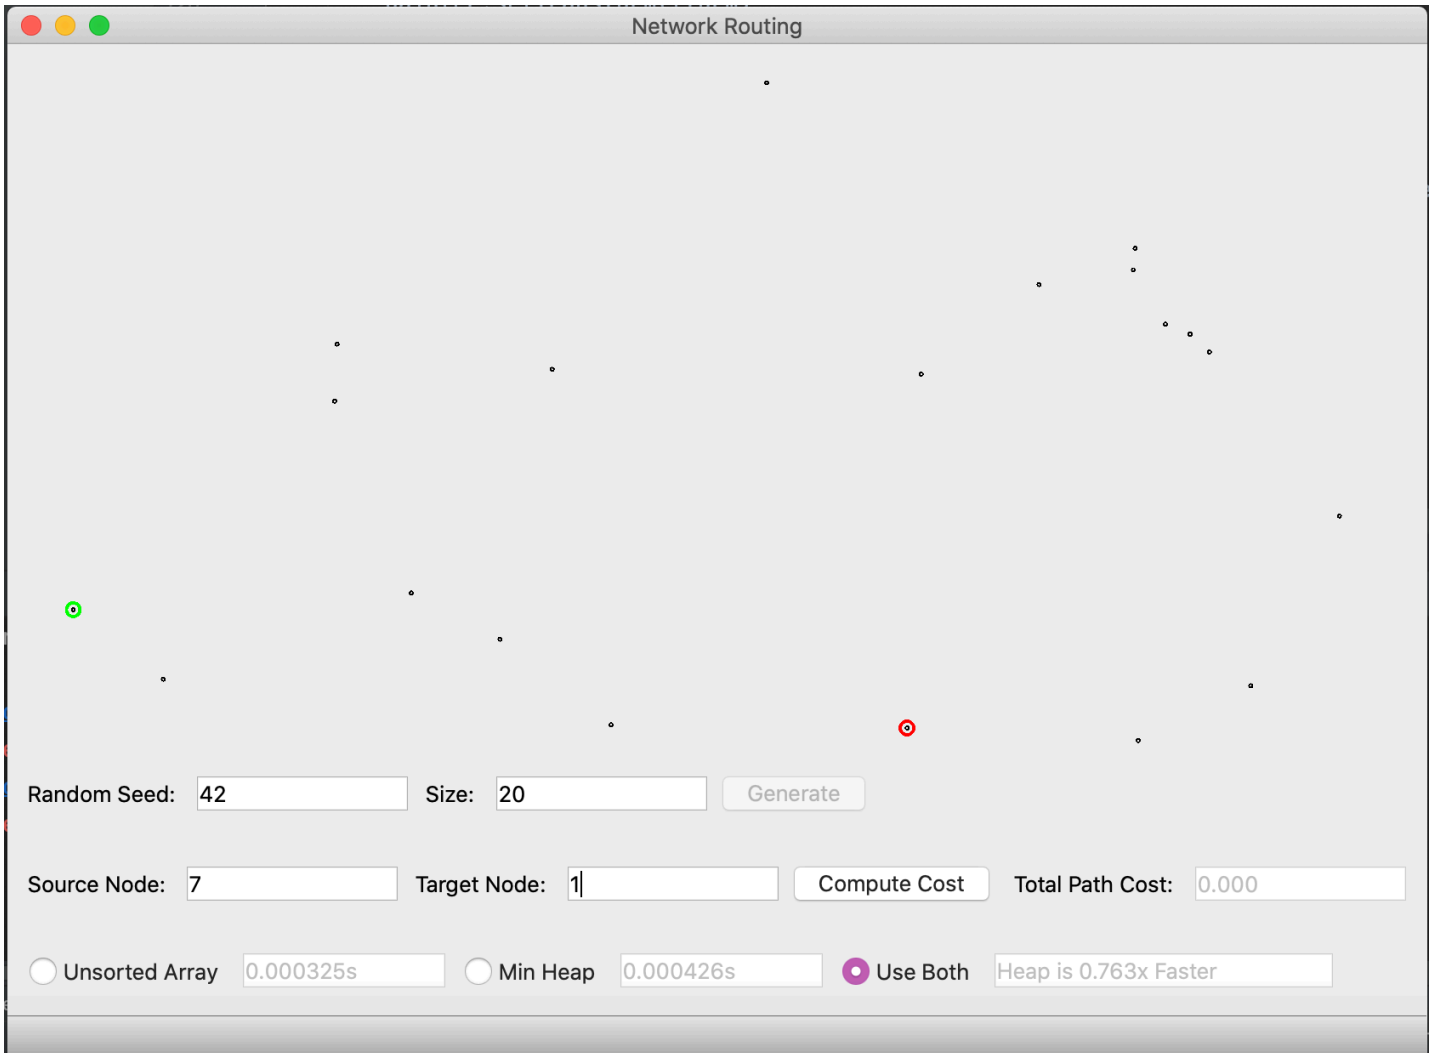 Network Routing
Random Seed: 42 Size: 20 Generate
Source Node: 7 Target Node: 1 Compute Cost Total Path Cost: 0.000
Unsorted Array 0.000325s Min Heap 0.000426s Use Both Heap is 0.763x Faster